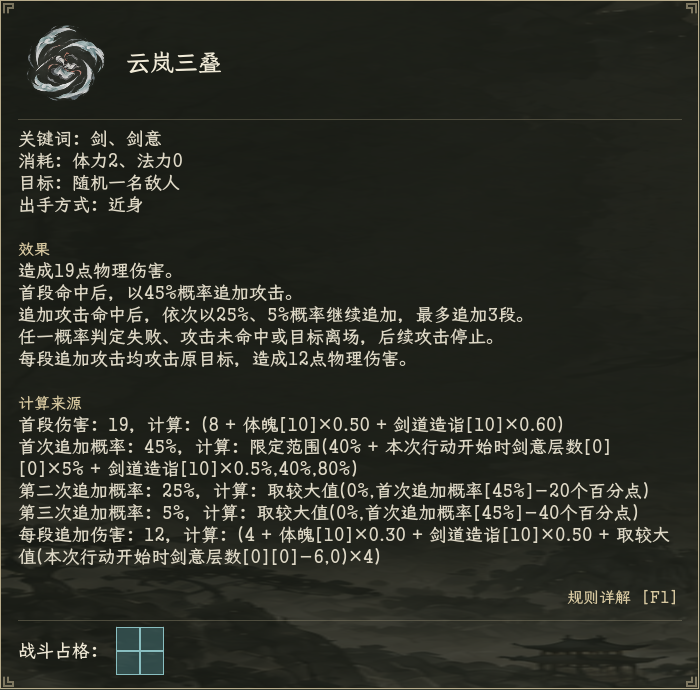 云岚三叠
关键词: 剑、剑意
消耗: 体力2、法力0
目标: 随机一名敌人
出手方式: 近身
效果
造成19点物理伤害。
首段命中后, 以45%概率追加攻击。
追加攻击命中后, 依次以25%、5%概率继续追加, 最多追加3段。
任一概率判定失败、攻击未命中或目标离场, 后续攻击停止。
每段追加攻击均攻击原目标, 造成12点物理伤害。
计算来源
首段伤害: 19, 计算: (8 + 体魄[10]×0.50 + 剑道造诣[10]×0.60)
首次追加概率: 45%, 计算: 限定范围(40% + 本次行动开始时剑意层数[0]
[0]×5% + 剑道造诣[10]×0.5%,40%,80%)
第二次追加概率: 25%, 计算: 取较大值(0%,首次追加概率[45%]−20个百分点)
第三次追加概率: 5%, 计算: 取较大值(0%,首次追加概率[45%]−40个百分点)
每段追加伤害: 12, 计算: (4 + 体魄[10]×0.30 + 剑道造诣[10]×0.50 + 取较大
值(本次行动开始时剑意层数[0][0]−6,0)×4)
规则详解 [F1]
战斗占格: